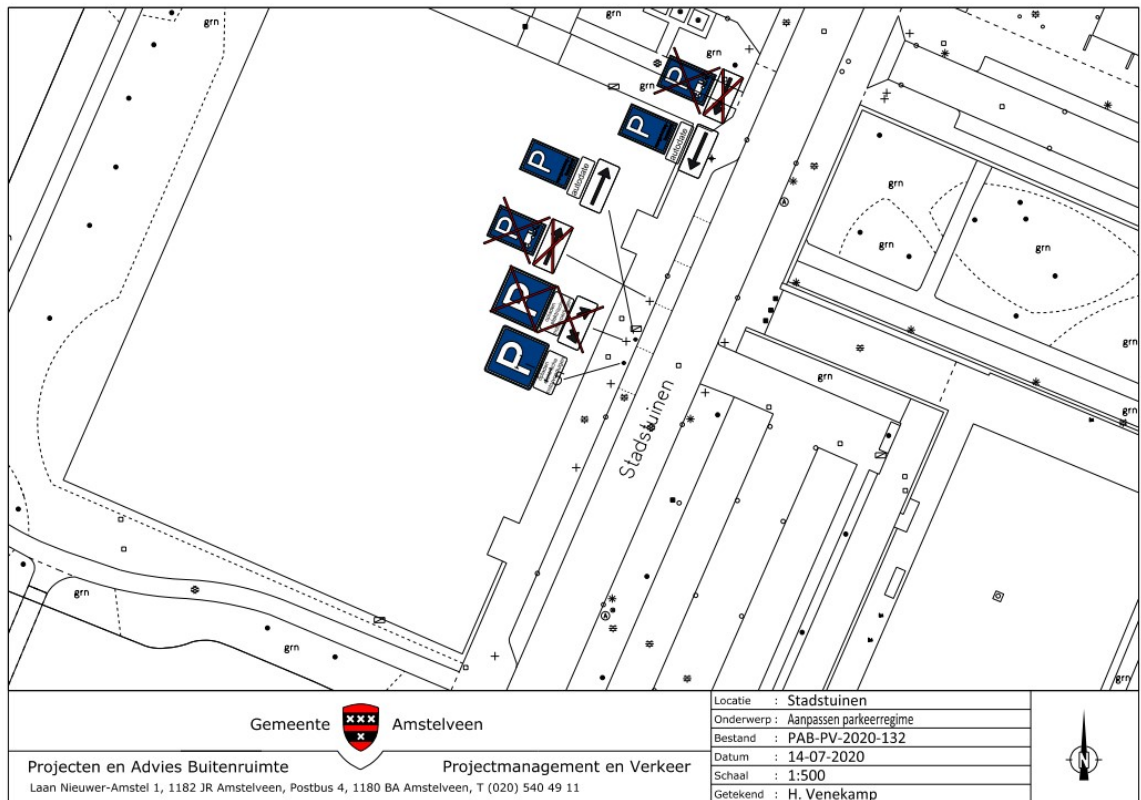 grn
grn
grn
grn
P
P
autodate
P
autodate
grn
P
grn
grn
P
grn
P
grn
Stadstuinen
grn
A
grn
A
grn
grn
Gemeente Amstelveen
Projecten en Advies Buitenruimte
Projectmanagement en Verkeer
Laan Nieuwer-Amstel 1, 1182 JR Amstelveen, Postbus 4, 1180 BA Amstelveen, T (020) 540 49 11
Locatie : Stadstuinen
Onderwerp : Aanpassen parkeerregime
Bestand : PAB-PV-2020-132
Datum : 14-07-2020
Schaal : 1:500
Getekend : H. Venekamp